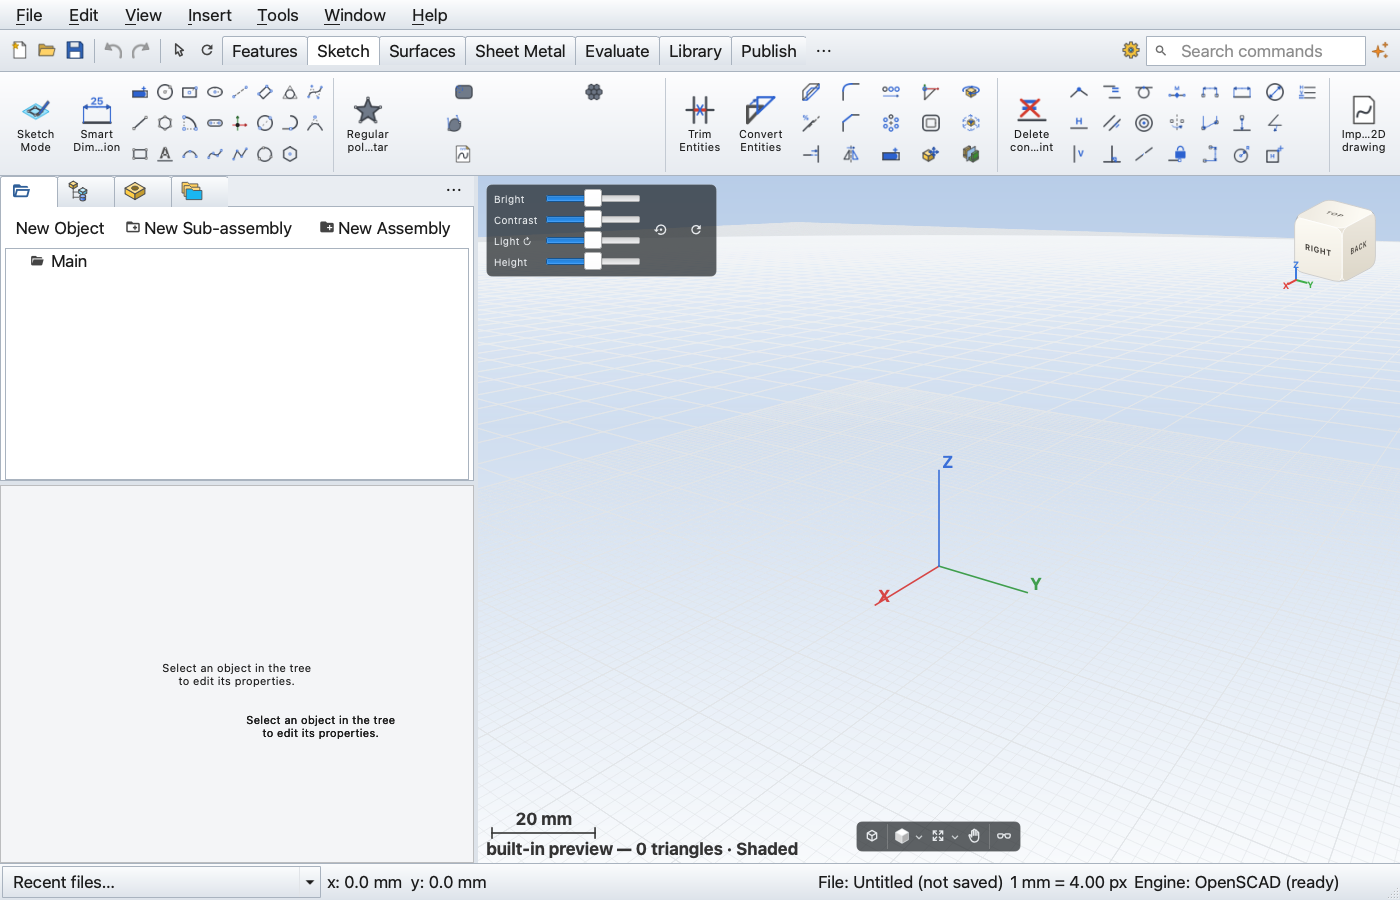 File Edit View Insert Tools Window Help
Features Sketch Surfaces Sheet Metal Evaluate Library Publish ... Search commands
Sketch Mode
25
Smart Dim...ion
Regular pol...tar
Trim Entities
Convert Entities
Delete con...int
Imp...2D drawing
New Object New Sub-assembly New Assembly
Main
Bright
Contrast
Light
Height
TOP
RIGHT BACK
Z
X Y
Z
Y
X
Select an object in the tree
to edit its properties.
Select an object in the tree
to edit its properties.
20 mm
built-in preview — 0 triangles · Shaded
Recent files... x: 0.0 mm y: 0.0 mm File: Untitled (not saved) 1 mm = 4.00 px Engine: OpenSCAD (ready)